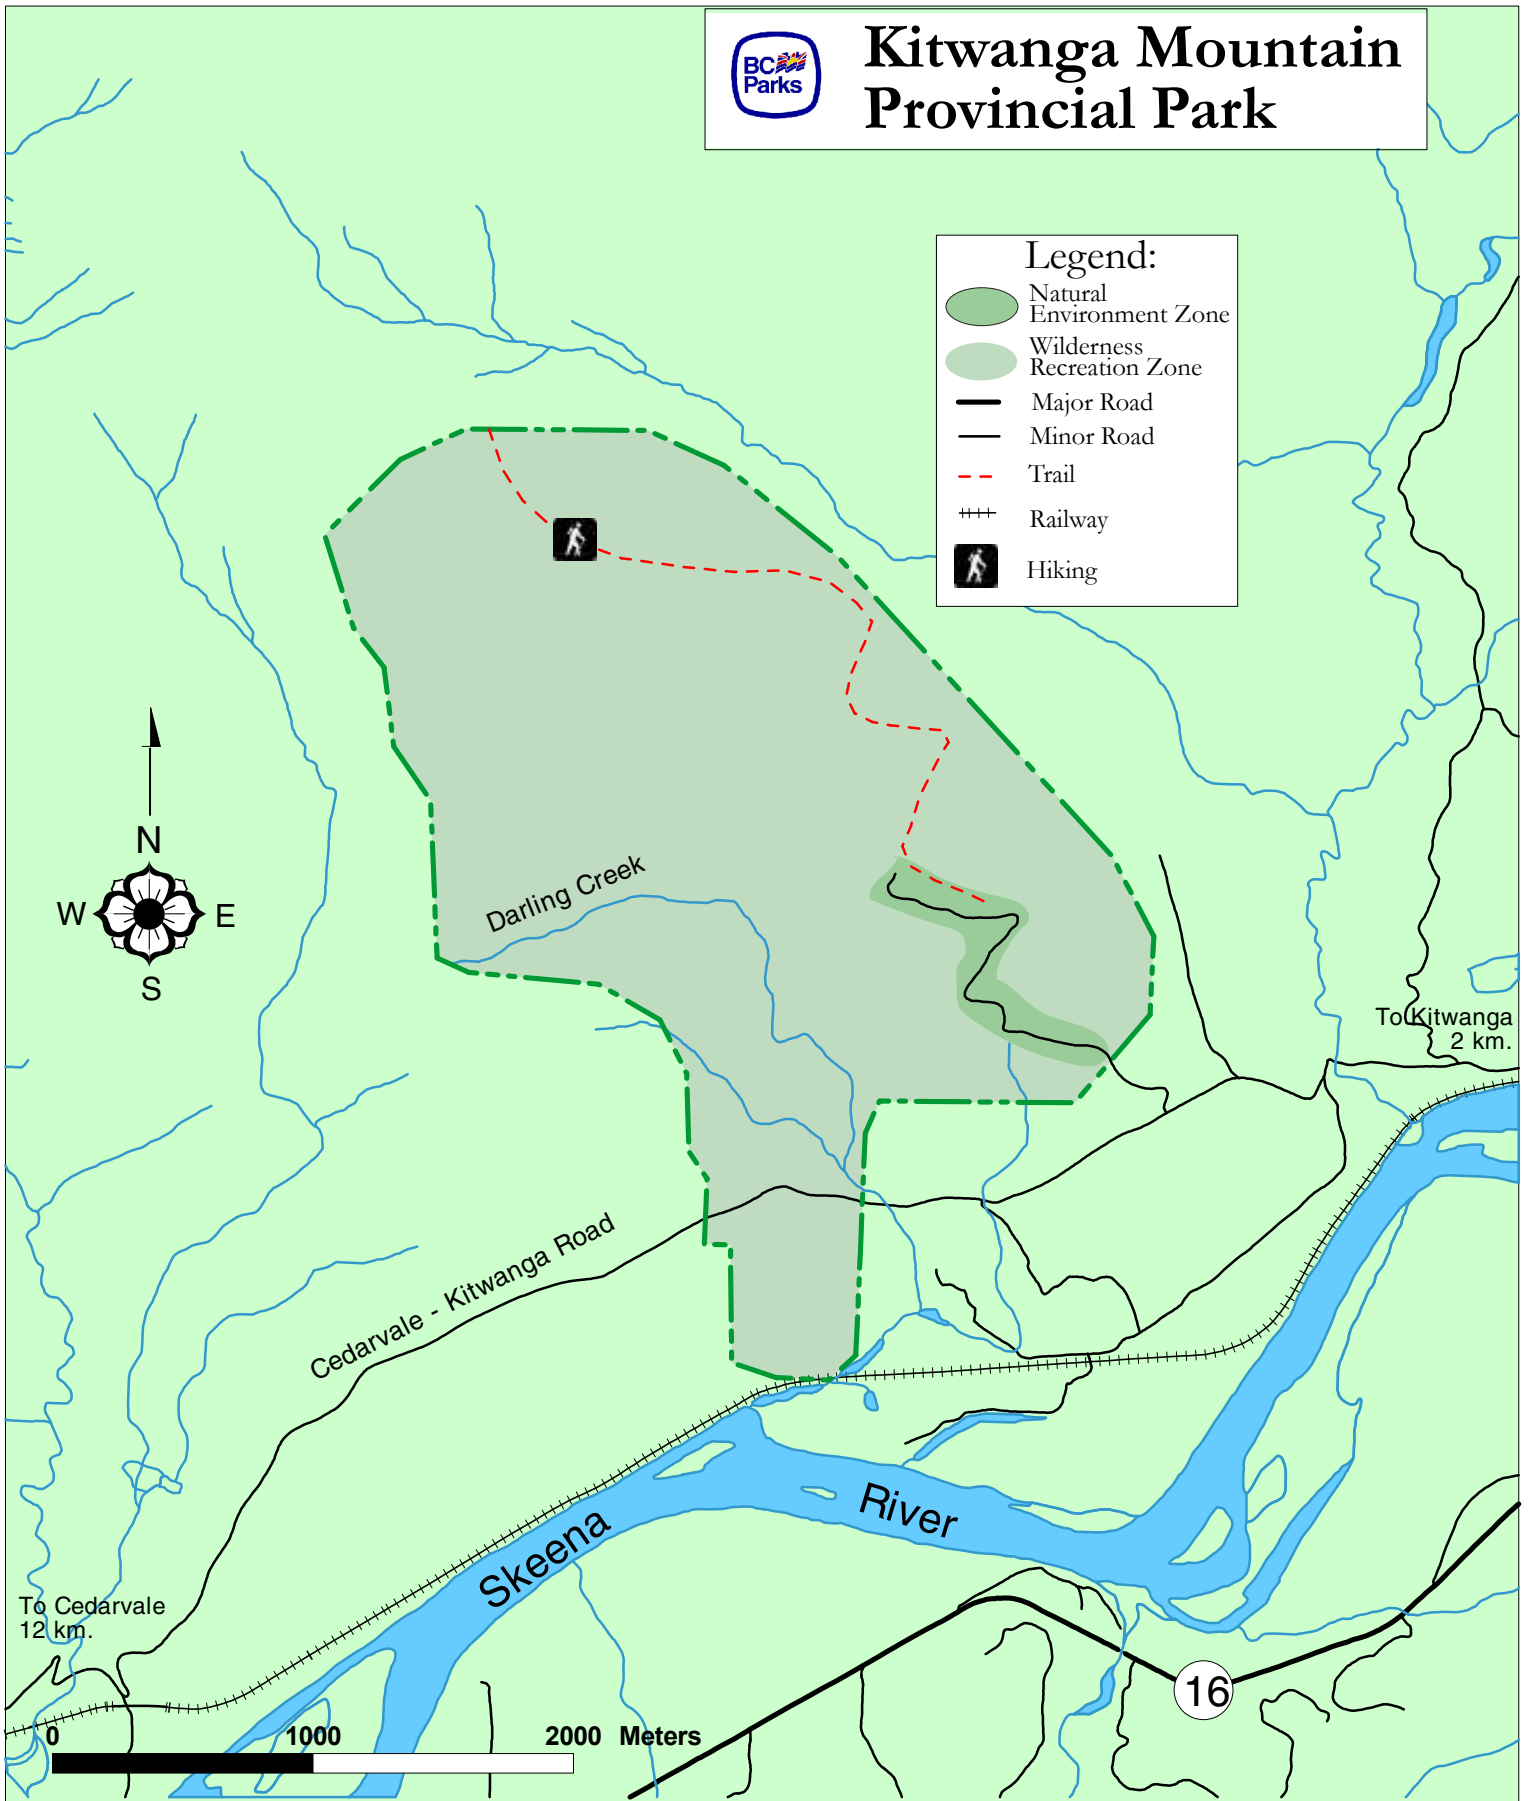 BC
Parks
Kitwanga Mountain
Provincial Park
Legend:
Natural
Environment Zone
Wilderness
Recreation Zone
Major Road
Minor Road
Trail
Railway
Hiking
N
W
E
S
Darling Creek
To Kitwanga
2 km.
Cedarvale - Kitwanga Road
Skeena
River
To Cedarvale
12 km.
16
0
1000
2000 Meters